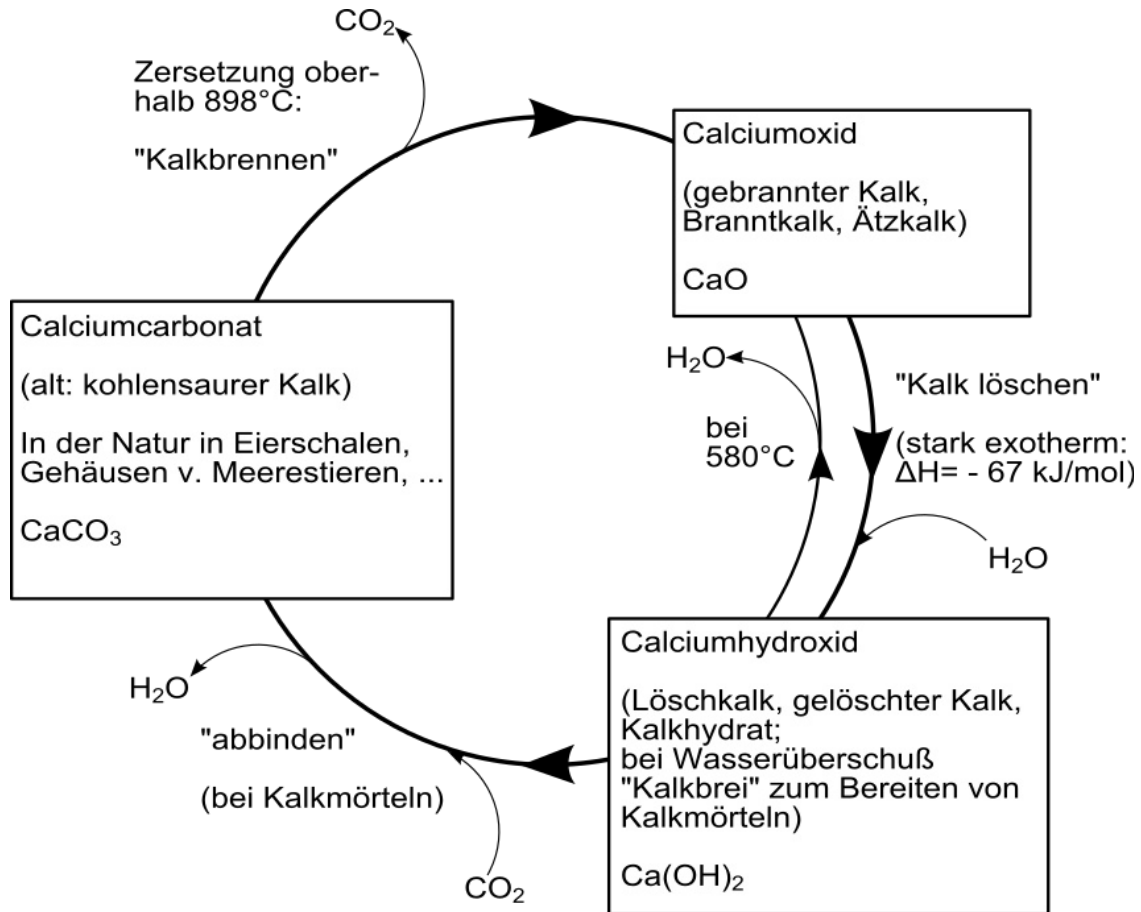 CO₂
Zersetzung ober-
halb 898°C:
"Kalkbrennen"
Calciumoxid
(gebrannter Kalk,
Branntkalk, Ätzkalk)
CaO
Calciumcarbonat
(alt: kohlensaurer Kalk)
In der Natur in Eierschalen,
Gehäusen v. Meerestieren, ...
CaCO₃
H₂O
bei
580°C
"Kalk löschen"
(stark exotherm:
ΔH= - 67 kJ/mol)
H₂O
Calciumhydroxid
(Löschkalk, gelöschter Kalk,
Kalkhydrat;
bei Wasserüberschuß
"Kalkbrei" zum Bereiten von
Kalkmörteln)
Ca(OH)₂
H₂O
"abbinden"
(bei Kalkmörteln)
CO₂